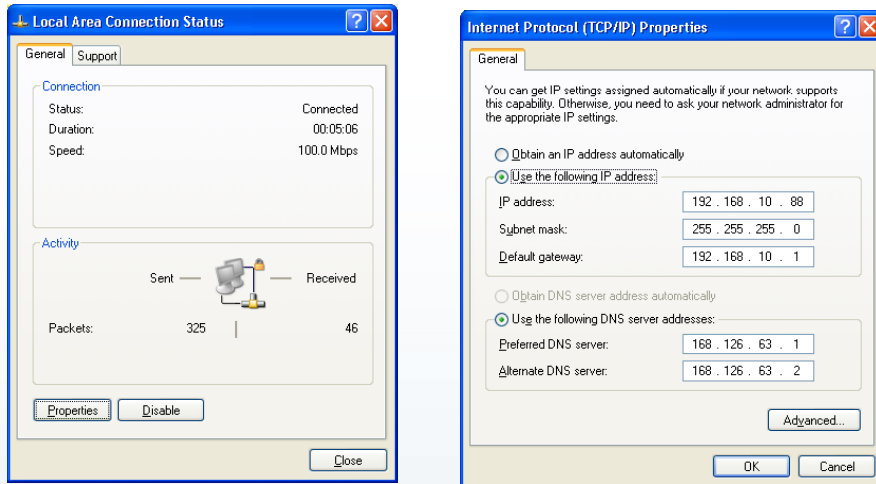 Local Area Connection Status
General Support
Connection
Status: Connected
Duration: 00:05:06
Speed: 100.0 Mbps
Activity
Sent Received
Packets: 325 46
Properties Disable
Close
Internet Protocol (TCP/IP) Properties
General
You can get IP settings assigned automatically if your network supports
this capability. Otherwise, you need to ask your network administrator for
the appropriate IP settings.
Obtain an IP address automatically
Use the following IP address:
IP address: 192 . 168 . 10 . 88
Subnet mask: 255 . 255 . 255 . 0
Default gateway: 192 . 168 . 10 . 1
Obtain DNS server address automatically
Use the following DNS server addresses:
Preferred DNS server: 168 . 126 . 63 . 1
Alternate DNS server: 168 . 126 . 63 . 2
Advanced...
OK Cancel